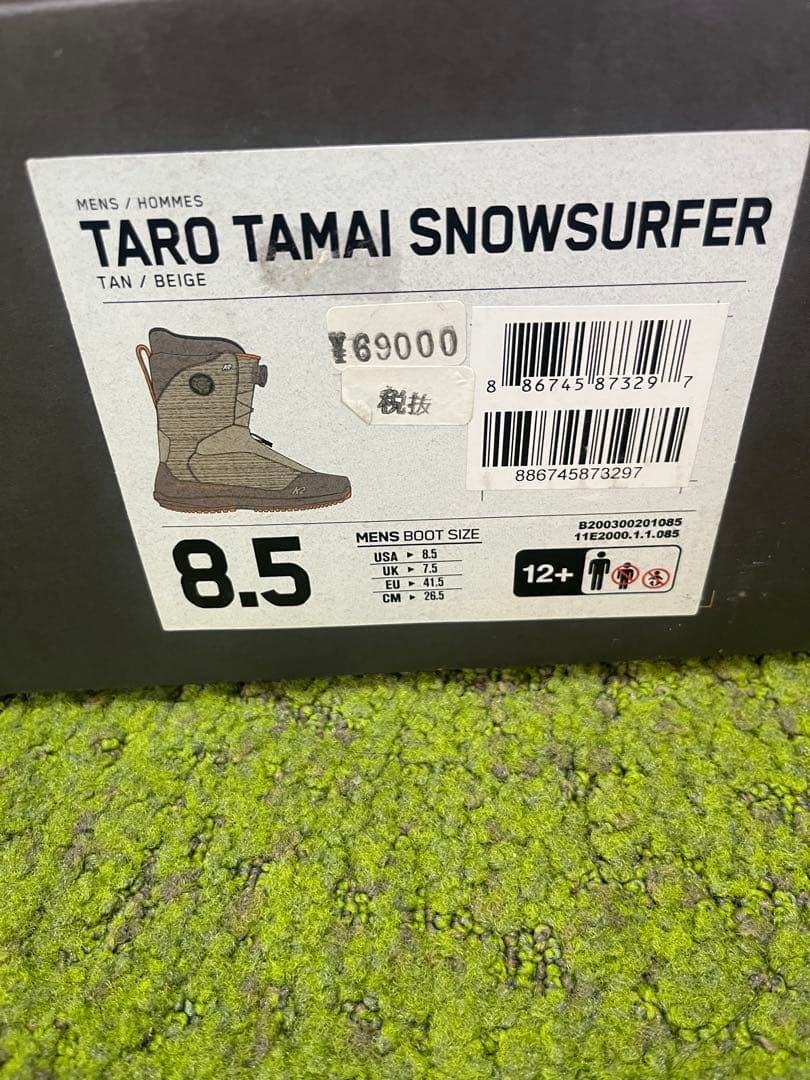 MENS / HOMMES
TARO TAMAI SNOWSURFER
TAN / BEIGE
¥69000
税抜
8 86745 87329 7
886745873297
K2
K2
8.5
MENS BOOT SIZE
USA ▸ 8.5
UK ▸ 7.5
EU ▸ 41.5
CM ▸ 26.5
B200300201085
11E2000.1.1.085
12+